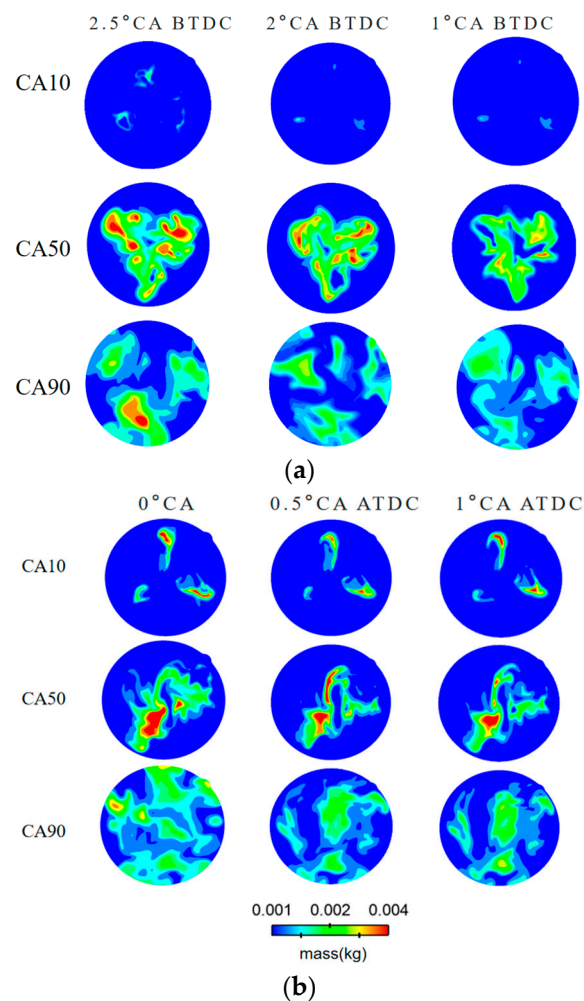 2.5°CA BTDC 2°CA BTDC 1°CA BTDC
CA10
CA50
CA90
(a)
0°CA 0.5°CA ATDC 1°CA ATDC
CA10
CA50
CA90
0.001 0.002 0.004
mass(kg)
(b)